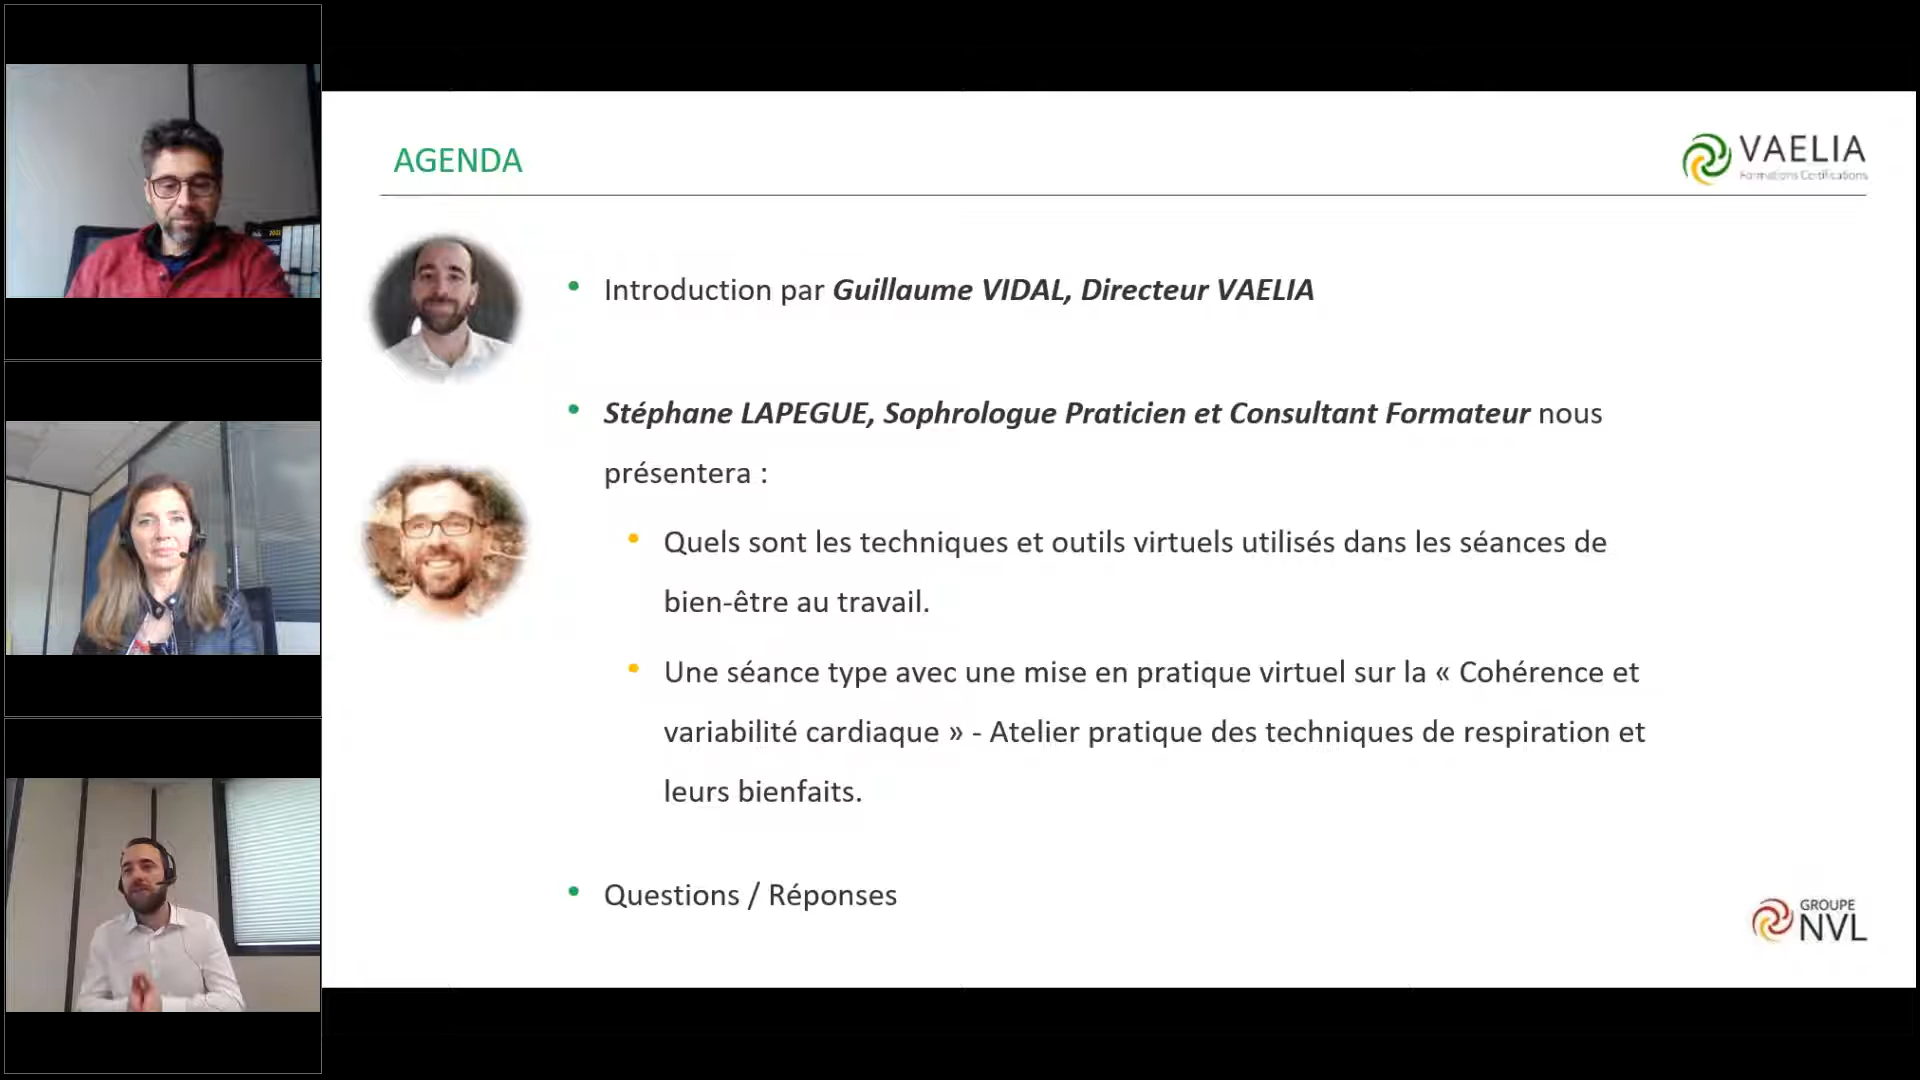 AGENDA
VAELIA
Formations Certifications
Introduction par Guillaume VIDAL, Directeur VAELIA
Stéphane LAPEGUE, Sophrologue Praticien et Consultant Formateur nous
présentera :
Quels sont les techniques et outils virtuels utilisés dans les séances de
bien-être au travail.
Une séance type avec une mise en pratique virtuel sur la « Cohérence et
variabilité cardiaque » - Atelier pratique des techniques de respiration et
leurs bienfaits.
Questions / Réponses
GROUPE
NVL